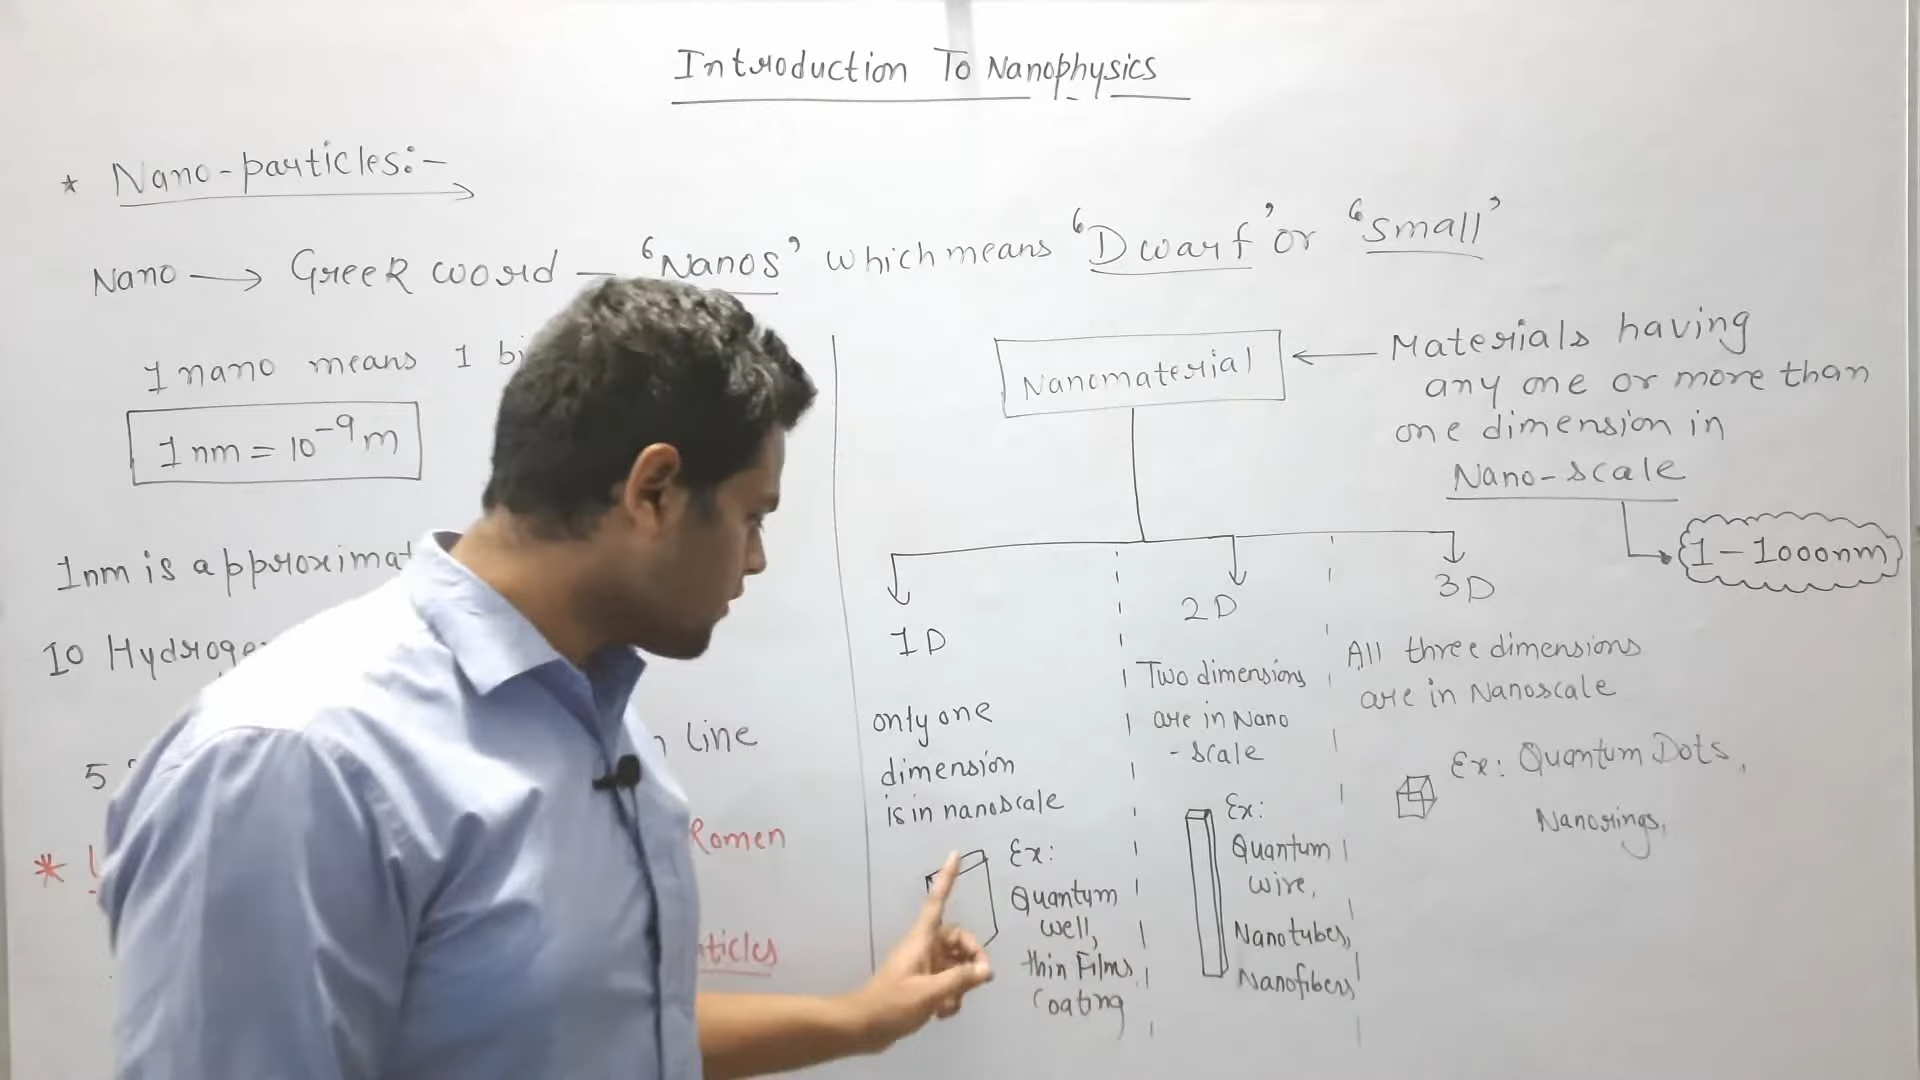 Introduction To Nanophysics
* Nano-particles:-
Nano → Greek word - 'Nanos' which means 'Dwarf' or 'Small'
1 nano means 1
1 nm = 10⁻⁹ m
1nm is
10
5
line
Romen
Nanomaterial ← Materials having
any one or more than
one dimension in
Nano-scale
1-1000nm
1D
only one
dimension
is in nanoscale
Ex:
Quantum
well,
thin Films,
Coating
2D
Two dimensions
are in Nano
-scale
Ex:
Quantum
wire,
Nanotubes,
Nanofibers
3D
All three dimensions
are in Nanoscale
Ex: Quantum Dots,
Nanorings,